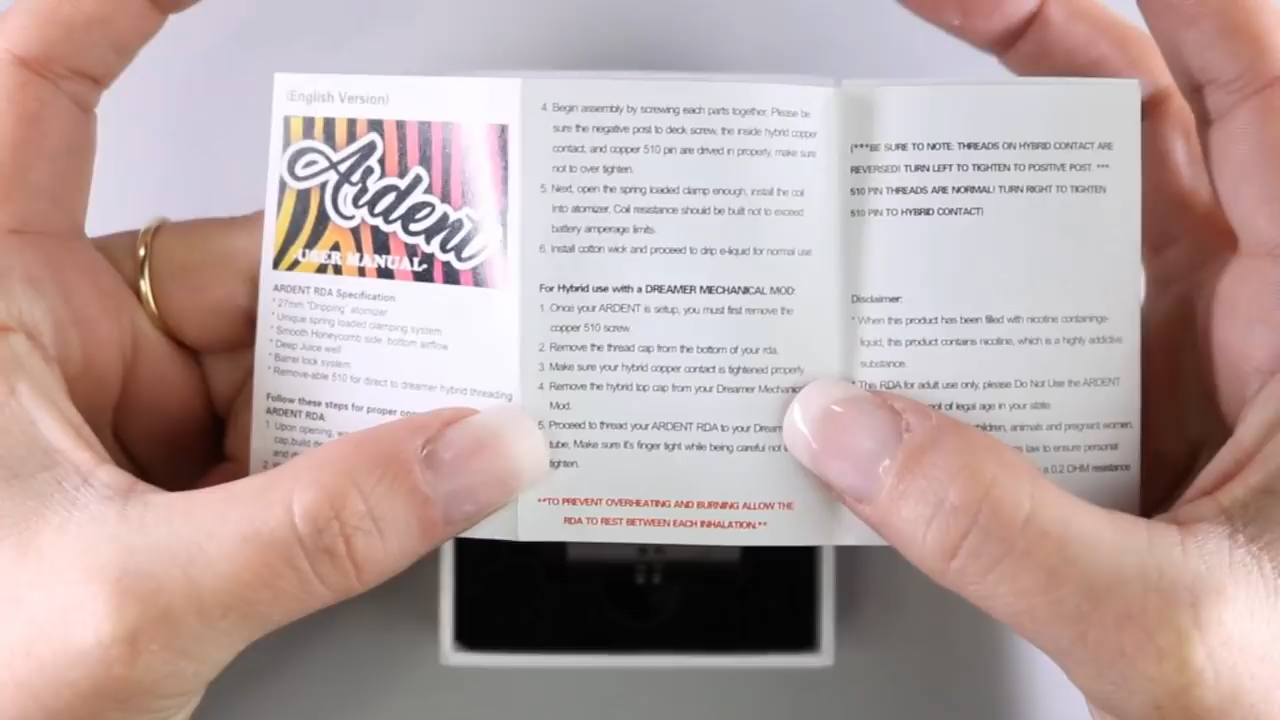 (English Version)
Ardent
-USER MANUAL-
ARDENT RDA Specification
* 27mm "Dripping" atomizer
* Unique spring loaded clamping system
* Smooth Honeycomb side bottom airflow
* Deep Juice well
* Barrel lock system
* Remove-able 510 for direct to dreamer hybrid threading
Follow these steps for proper
ARDENT RDA:
1. Upon opening,
cap, build
and
2.
4. Begin assembly by screwing each parts together. Please be
sure the negative post to deck screw, the inside hybrid copper
contact, and copper 510 pin are drived in properly, make sure
not to over tighten.
5. Next, open the spring loaded clamp enough, install the coil
into atomizer. Coil resistance should be built not to exceed
battery amperage limits.
6. Install cotton wick and proceed to drip e-liquid for normal use
For Hybrid use with a DREAMER MECHANICAL MOD:
1. Once your ARDENT is setup, you must first remove the
copper 510 screw.
2. Remove the thread cap from the bottom of your rda.
3. Make sure your hybrid copper contact is tightened properly
4. Remove the hybrid top cap from your Dreamer Mechanic
Mod.
5. Proceed to thread your ARDENT RDA to your Dream
tube, Make sure it's finger tight while being careful not
tighten.
**TO PREVENT OVERHEATING AND BURNING ALLOW THE
RDA TO REST BETWEEN EACH INHALATION.**
(***BE SURE TO NOTE: THREADS ON HYBRID CONTACT ARE
REVERSED! TURN LEFT TO TIGHTEN TO POSITIVE POST. ***
510 PIN THREADS ARE NORMAL! TURN RIGHT TO TIGHTEN
510 PIN TO HYBRID CONTACT)
Disclaimer:
* When this product has been filled with nicotine containinge-
liquid, this product contains nicotine, which is a highly addictive
substance.
* This RDA for adult use only, please Do Not Use the ARDENT
not of legal age in your state.
children, animals and pregnant women.
law to ensure personal
a 0.2 OHM resistance